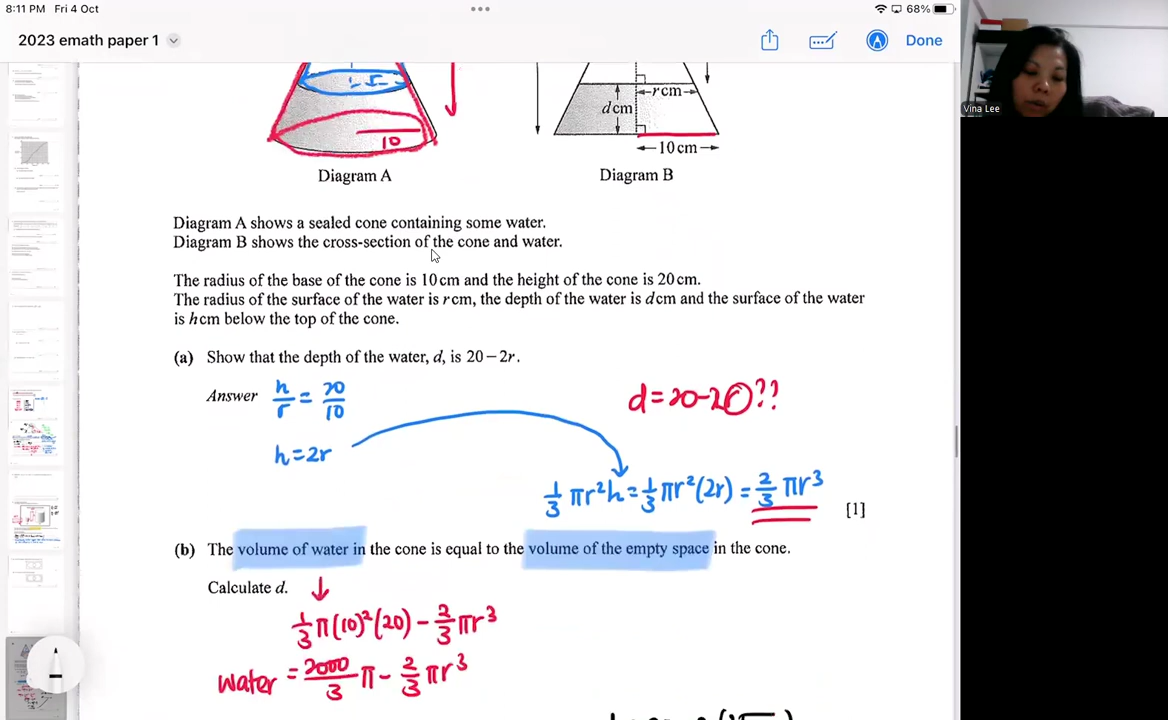 8:11 PM Fri 4 Oct
68%
2023 emath paper 1
Done
Vina Lee
r cm
d cm
10
10 cm
Diagram A
Diagram B
Diagram A shows a sealed cone containing some water.
Diagram B shows the cross-section of the cone and water.
The radius of the base of the cone is 10 cm and the height of the cone is 20 cm.
The radius of the surface of the water is r cm, the depth of the water is d cm and the surface of the water
is h cm below the top of the cone.
(a) Show that the depth of the water, d, is 20 − 2r.
Answer h/r = 20/10
d = 20 - 2r??
h = 2r
1/3 πr²h = 1/3 πr²(2r) = 2/3 πr³
[1]
(b) The volume of water in the cone is equal to the volume of the empty space in the cone.
Calculate d.
1/3 π(10)²(20) − 2/3 πr³
water = 2000/3 π − 2/3 πr³